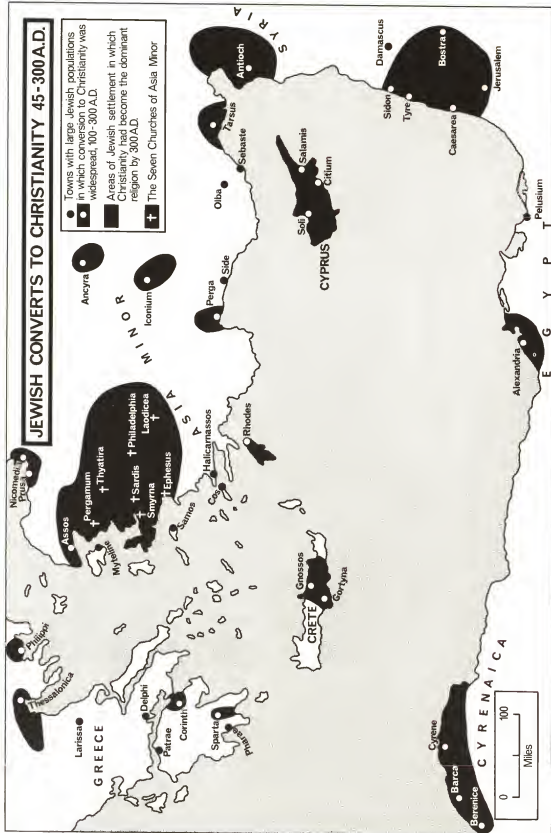 JEWISH CONVERTS TO CHRISTIANITY 45-300 A.D.
Towns with large Jewish populations
in which conversion to Christianity was
widespread, 100-300 A.D.
Areas of Jewish settlement in which
Christianity had become the dominant
religion by 300 A.D.
The Seven Churches of Asia Minor
SYRIA
Antioch
Tarsus
Sebaste
Olba
Ancyra
Iconium
Side
Perga
ASIA MINOR
Nicomedi
Prusa
Assos
Pergamum
Thyatira
Myteline
Sardis
Philadelphia
Smyrna
Laodicea
Ephesus
Samos
Halicarnassos
Cos
Rhodes
Philippi
Thessalonica
Larissa
GREECE
Delphi
Patrae
Corinth
Sparta
Pharae
Gnossos
CRETE
Gortyna
Salamis
Citium
Soli
CYPRUS
Damascus
Sidon
Bostra
Tyre
Caesarea
Jerusalem
Pelusium
EGYPT
Alexandria
CYRENAICA
Cyrene
Barca
Berenice
0 100
Miles